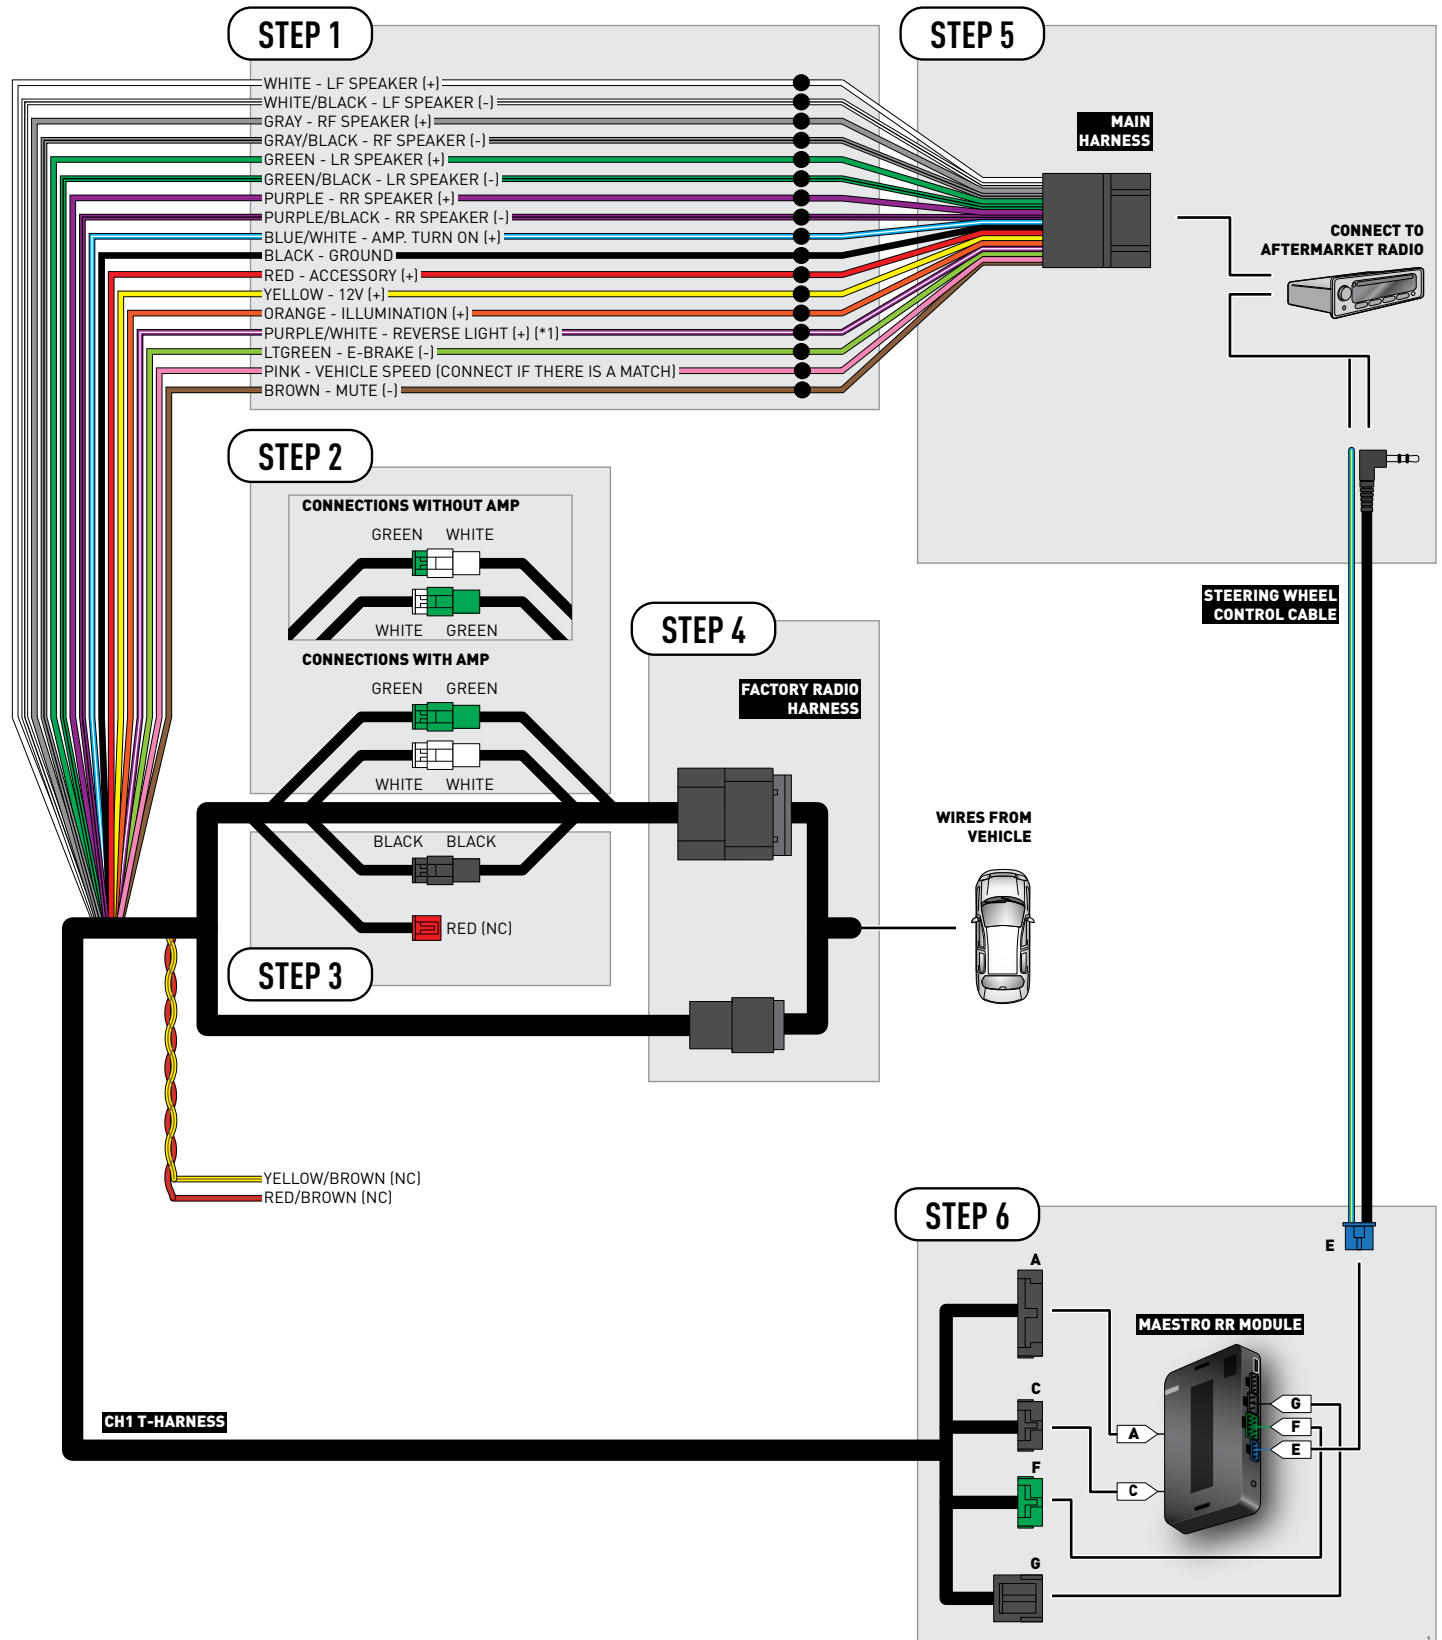 STEP 1
WHITE - LF SPEAKER (+)
WHITE/BLACK - LF SPEAKER (-)
GRAY - RF SPEAKER (+)
GRAY/BLACK - RF SPEAKER (-)
GREEN - LR SPEAKER (+)
GREEN/BLACK - LR SPEAKER (-)
PURPLE - RR SPEAKER (+)
PURPLE/BLACK - RR SPEAKER (-)
BLUE/WHITE - AMP. TURN ON (+)
BLACK - GROUND
RED - ACCESSORY (+)
YELLOW - 12V (+)
ORANGE - ILLUMINATION (+)
PURPLE/WHITE - REVERSE LIGHT (+) (*1)
LTGREEN - E-BRAKE (-)
PINK - VEHICLE SPEED (CONNECT IF THERE IS A MATCH)
BROWN - MUTE (-)
STEP 5
MAIN
HARNESS
CONNECT TO
AFTERMARKET RADIO
STEERING WHEEL
CONTROL CABLE
STEP 2
CONNECTIONS WITHOUT AMP
GREEN WHITE
WHITE GREEN
CONNECTIONS WITH AMP
GREEN GREEN
WHITE WHITE
STEP 4
FACTORY RADIO
HARNESS
WIRES FROM
VEHICLE
BLACK BLACK
RED (NC)
STEP 3
YELLOW/BROWN (NC)
RED/BROWN (NC)
CH1 T-HARNESS
STEP 6
E
A
MAESTRO RR MODULE
C
G
F
A
E
F
C
G
1